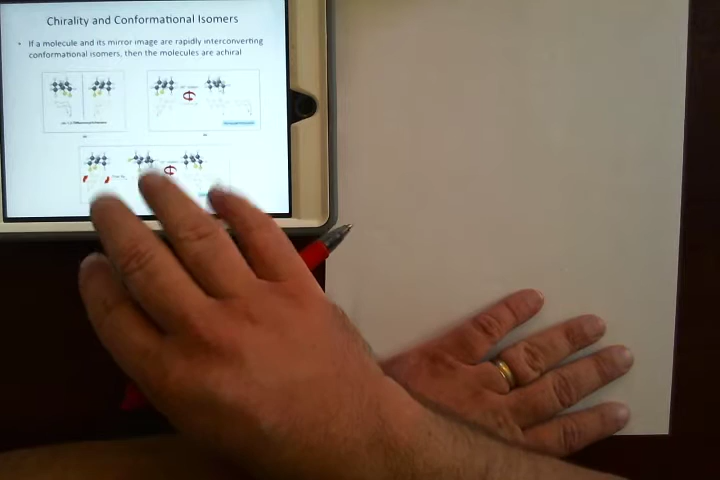 Chirality and Conformational Isomers
• If a molecule and its mirror image are rapidly interconverting
conformational isomers, then the molecules are achiral